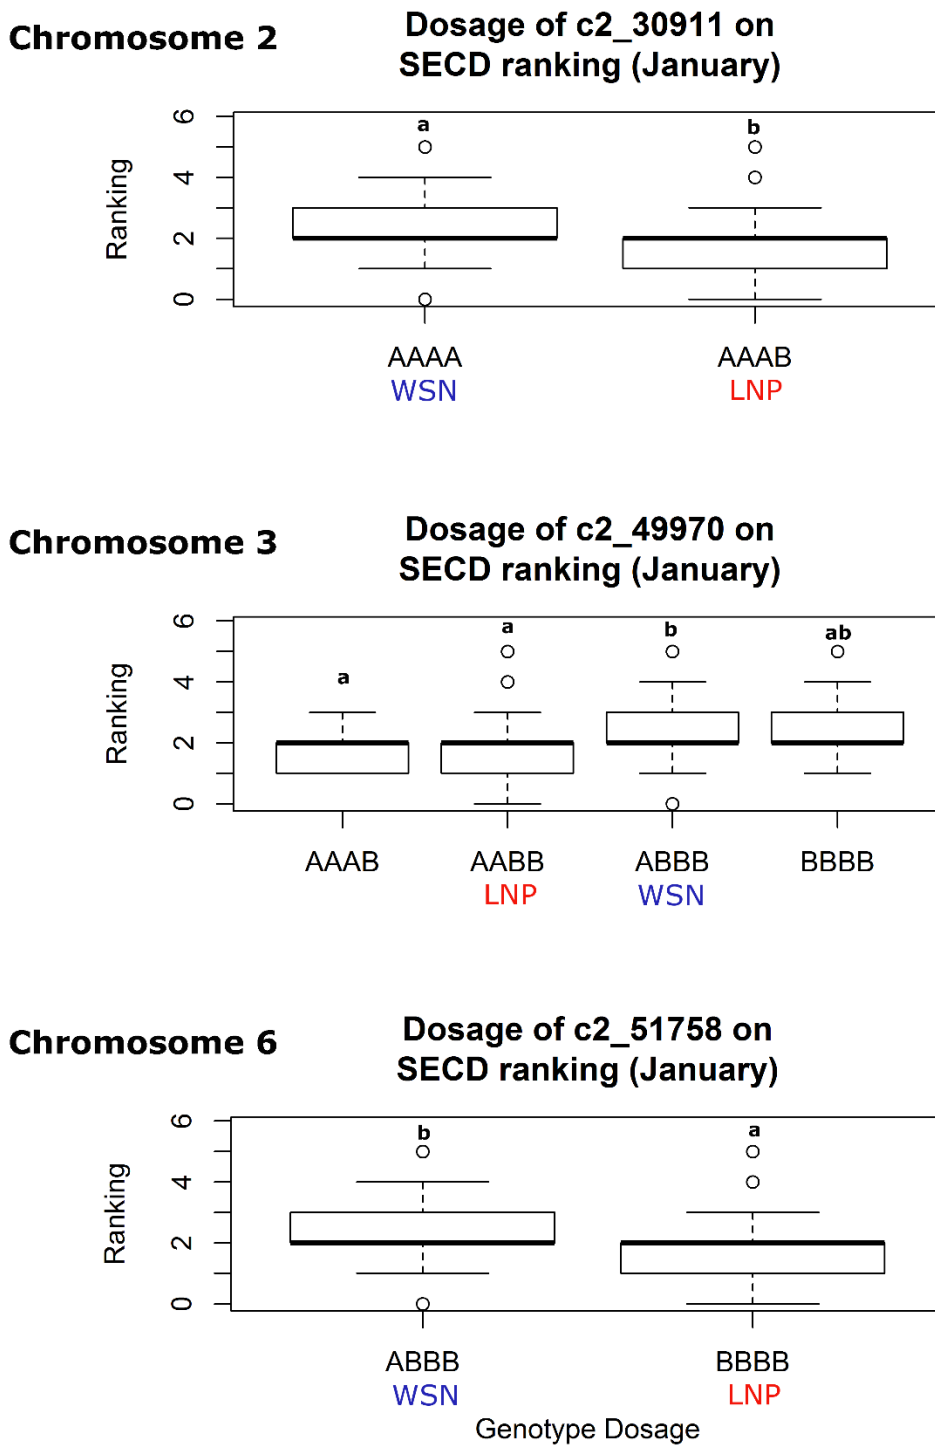 Chromosome 2
Dosage of c2_30911 on
SECD ranking (January)
6
4
2
0
Ranking
a
b
AAAA
AAAB
WSN
LNP
Chromosome 3
Dosage of c2_49970 on
SECD ranking (January)
6
4
2
0
Ranking
a
a
b
ab
AAAB
AABB
ABBB
BBBB
LNP
WSN
Chromosome 6
Dosage of c2_51758 on
SECD ranking (January)
6
4
2
0
Ranking
b
a
ABBB
BBBB
WSN
LNP
Genotype Dosage